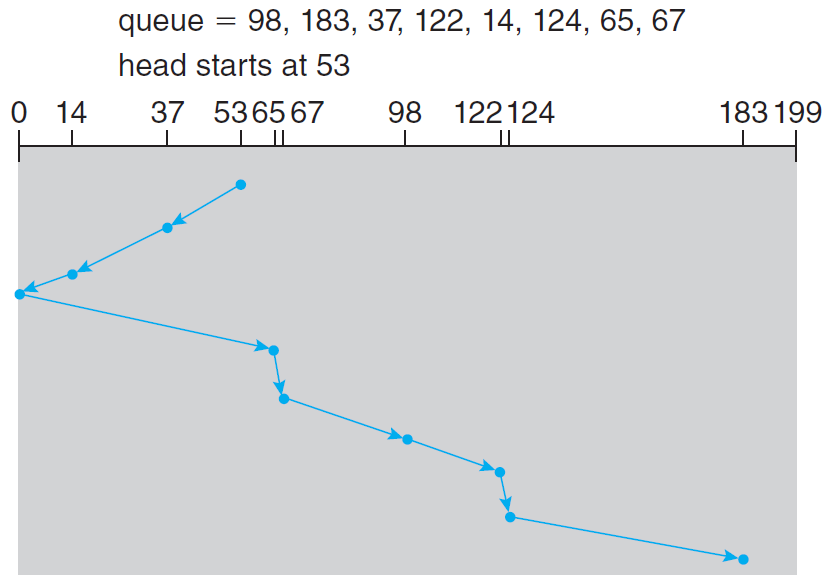 queue = 98, 183, 37, 122, 14, 124, 65, 67
head starts at 53
0 14 37 53 65 67 98 122 124 183 199